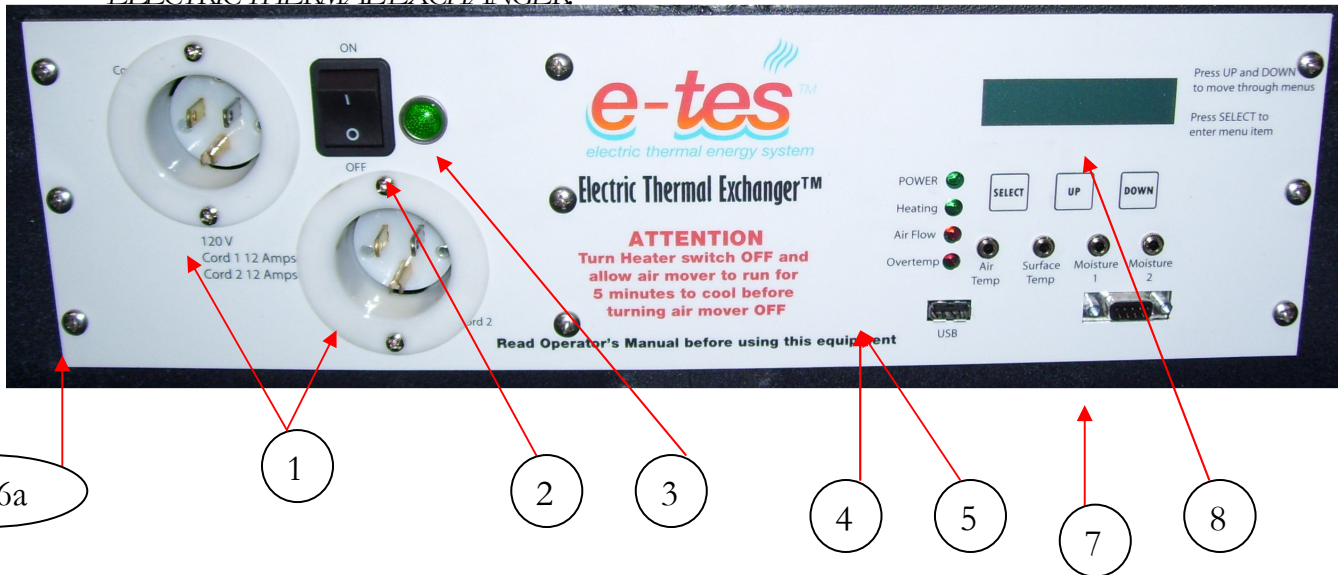 ELECTRIC THERMAL EXCHANGER.
ON
I
O
OFF
120 V
Cord 1 12 Amps
Cord 2 12 Amps
e-tes™
electric thermal energy system
Electric Thermal Exchanger™
ATTENTION
Turn Heater switch OFF and
allow air mover to run for
5 minutes to cool before
turning air mover OFF
Read Operator's Manual before using this equipment
Press UP and DOWN
to move through menus
Press SELECT to
enter menu item
POWER
Heating
Air Flow
Overtemp
SELECT
UP
DOWN
Air
Temp
Surface
Temp
Moisture
1
Moisture
2
USB
6a
1
2
3
4
5
7
8